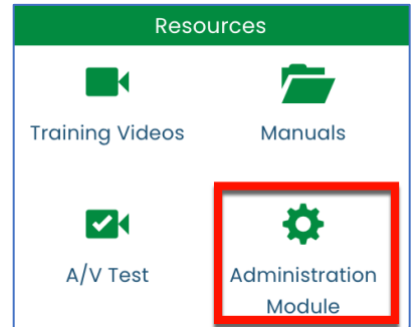 Resources
Training Videos
Manuals
A/V Test
Administration
Module